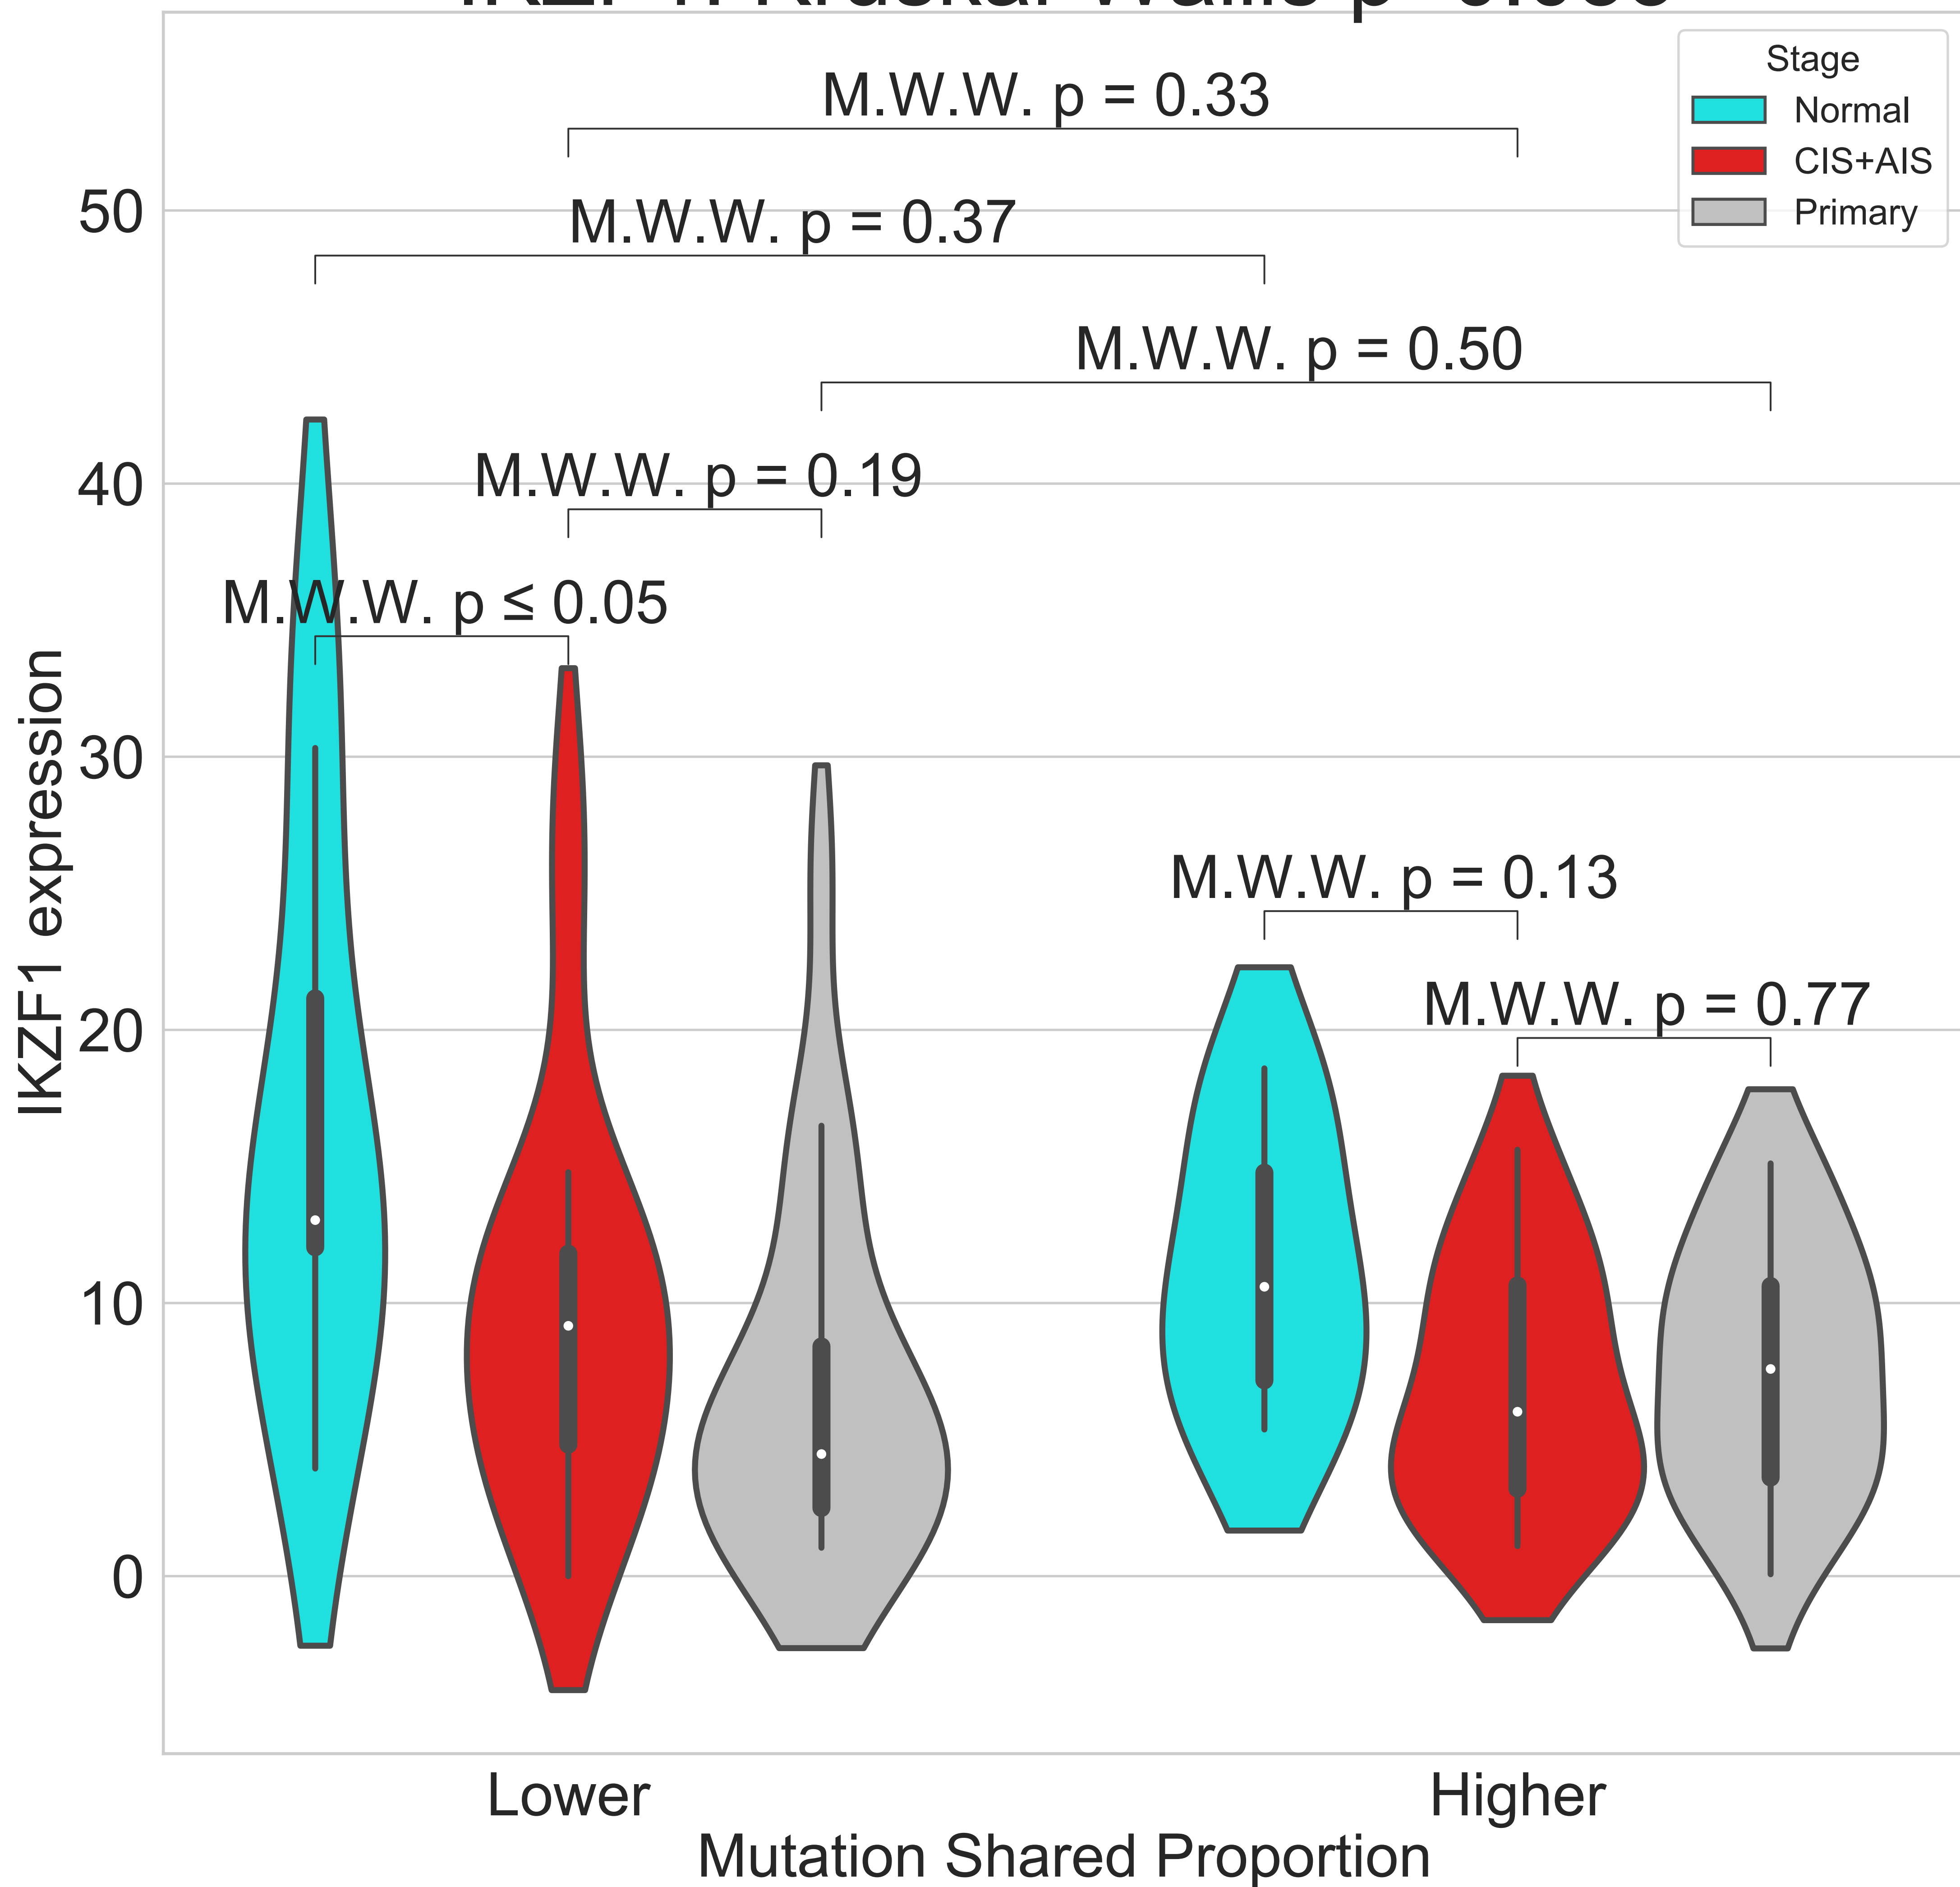 Stage
Normal
CIS+AIS
Primary
M.W.W. p = 0.33
M.W.W. p = 0.37
M.W.W. p = 0.50
M.W.W. p = 0.19
M.W.W. p ≤ 0.05
M.W.W. p = 0.13
M.W.W. p = 0.77
50
40
30
20
10
0
IKZF1 expression
Lower
Higher
Mutation Shared Proportion